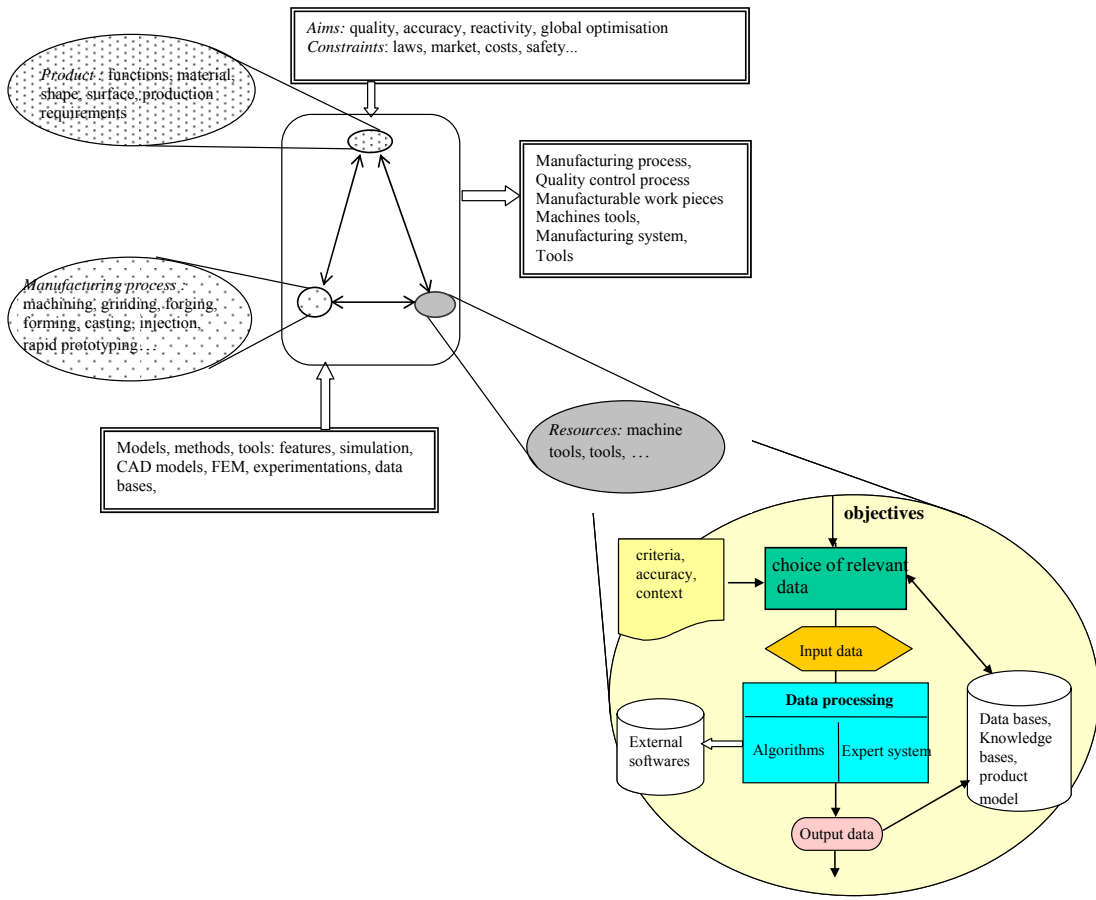 Aims: quality, accuracy, reactivity, global optimisation
Constraints: laws, market, costs, safety...
Product : functions, material,
shape, surface, production
requirements
Manufacturing process,
Quality control process
Manufacturable work pieces
Machines tools,
Manufacturing system,
Tools
Manufacturing process :
machining, grinding, forging,
forming, casting, injection,
rapid prototyping…
Models, methods, tools: features, simulation,
CAD models, FEM, experimentations, data
bases,
Resources: machine
tools, tools, …
objectives
criteria,
accuracy,
context
choice of relevant
data
Input data
Data processing
Algorithms
Expert system
External
softwares
Data bases,
Knowledge
bases,
product
model
Output data